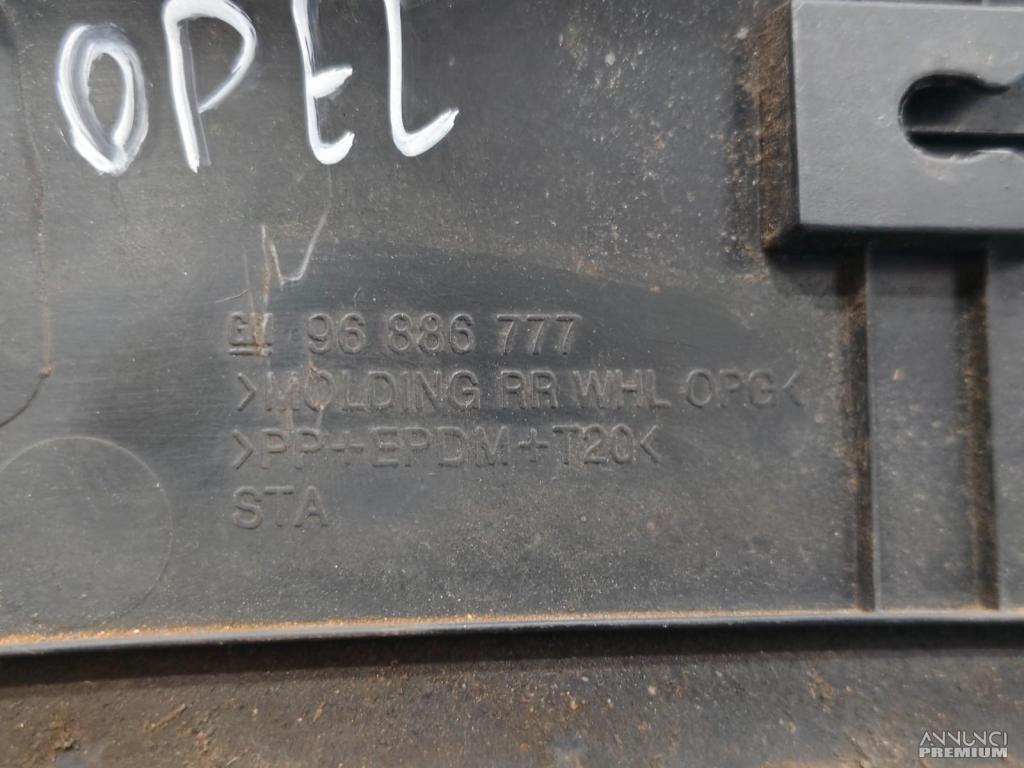 OPEL
GM 96 886 777
>MOLDING RR WHL OPG<
>PP+EPDM+T20<
STA
ANNUNCI
PREMIUM